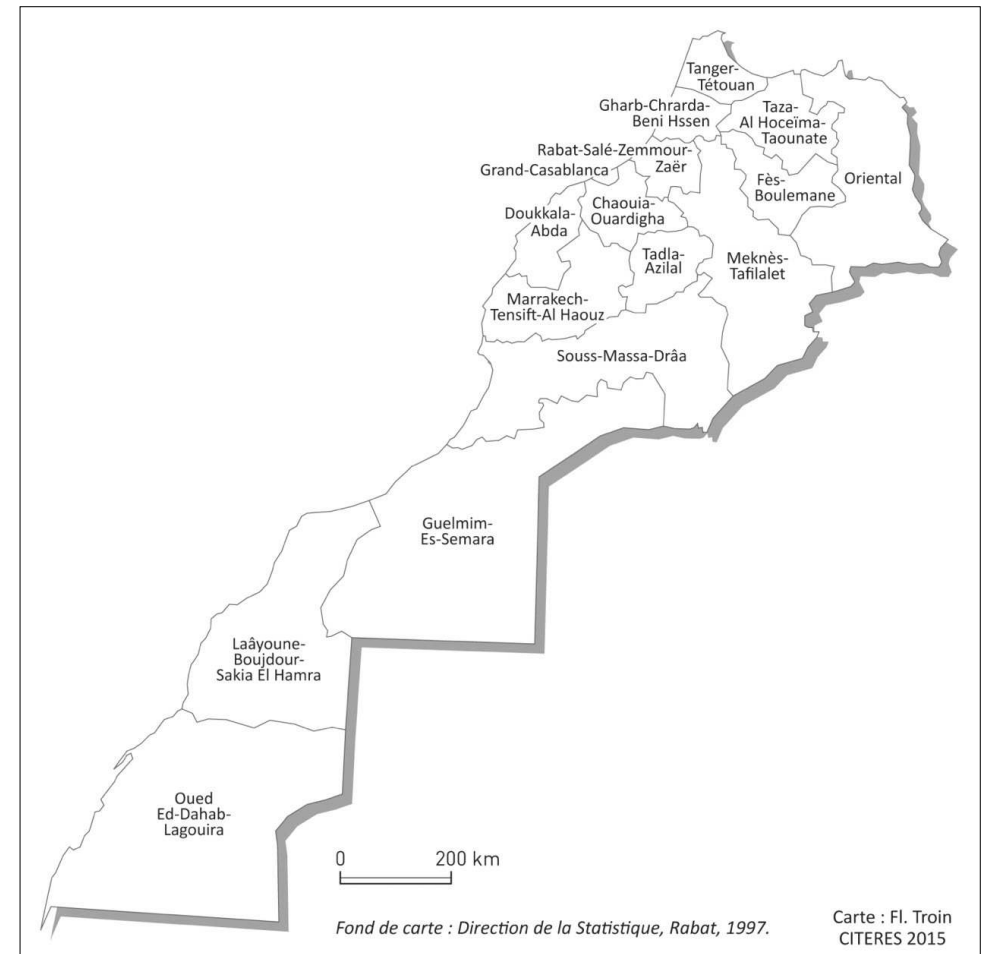 Tanger-
Tétouan
Gharb-Chrarda-
Beni Hssen
Taza-
Al Hoceïma-
Taounate
Rabat-Salé-Zemmour-
Zaër
Grand-Casablanca
Fès-
Boulemane
Oriental
Doukkala-
Abda
Chaouia-
Ouardigha
Tadla-
Azilal
Meknès-
Tafilalet
Marrakech-
Tensift-Al Haouz
Souss-Massa-Drâa
Guelmim-
Es-Semara
Laâyoune-
Boujdour-
Sakia El Hamra
Oued
Ed-Dahab-
Lagouira
0 200 km
Fond de carte : Direction de la Statistique, Rabat, 1997.
Carte : Fl. Troin
CITERES 2015